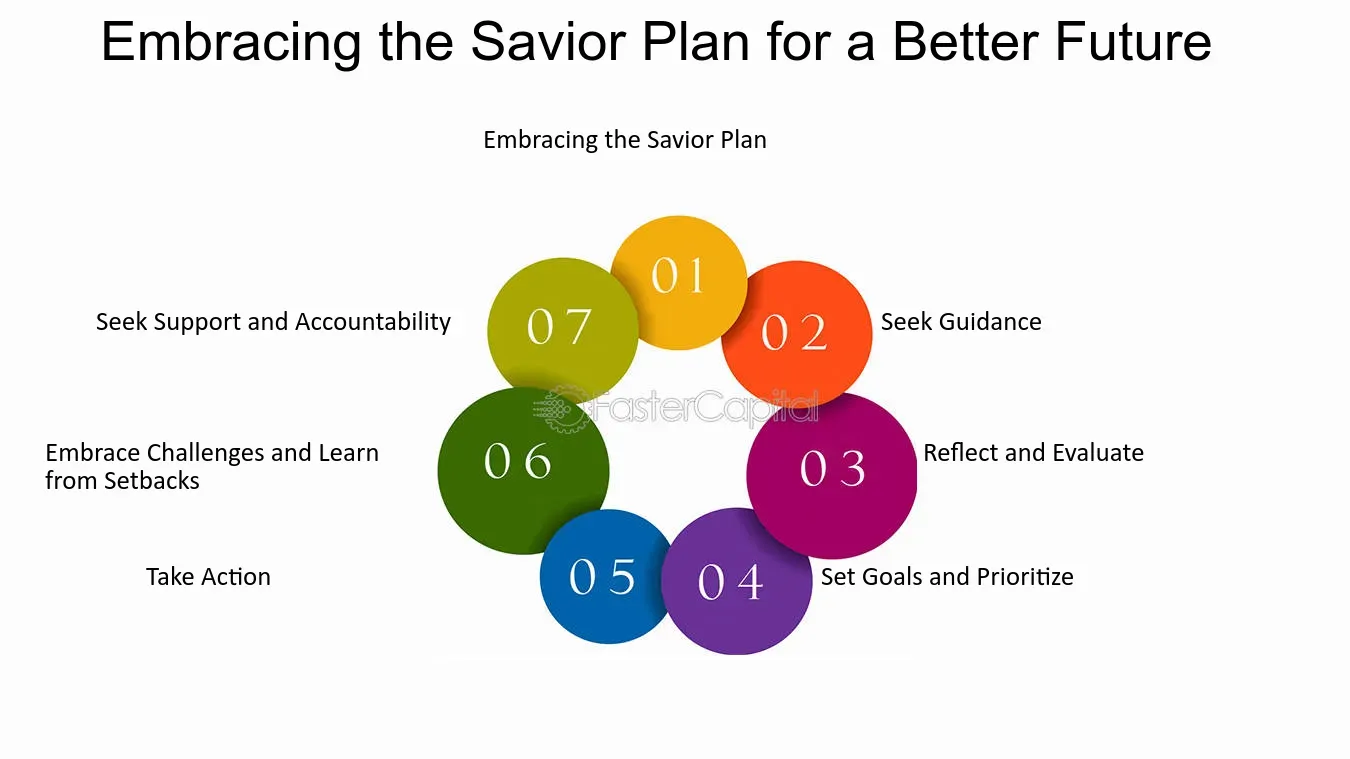 Embracing the Savior Plan for a Better Future
Embracing the Savior Plan
01
02
Seek Guidance
03
Reflect and Evaluate
04
Set Goals and Prioritize
05
Take Action
06
Embrace Challenges and Learn
from Setbacks
07
Seek Support and Accountability
FasterCapital